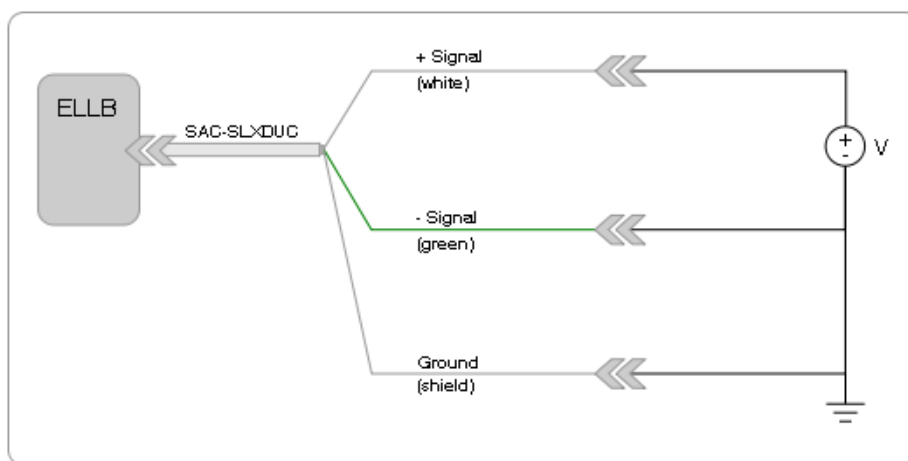 ELLB
SAC-SLXDUC
+ Signal
(white)
+
-
V
- Signal
(green)
Ground
(shield)